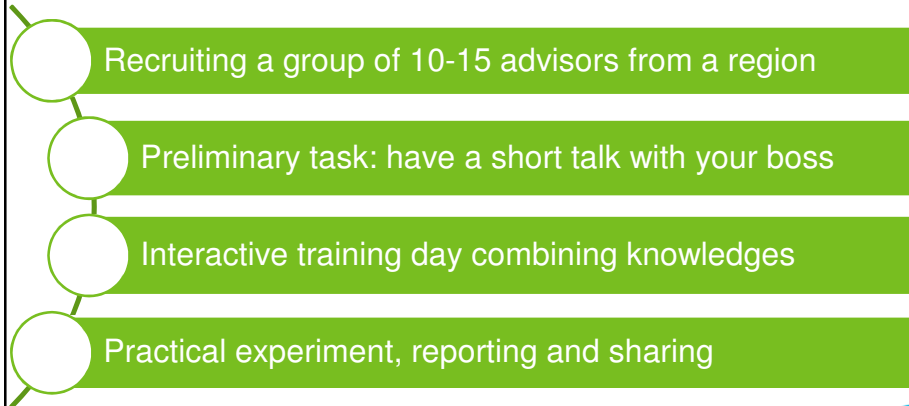 Recruiting a group of 10-15 advisors from a region
Preliminary task: have a short talk with your boss
Interactive training day combining knowledges
Practical experiment, reporting and sharing